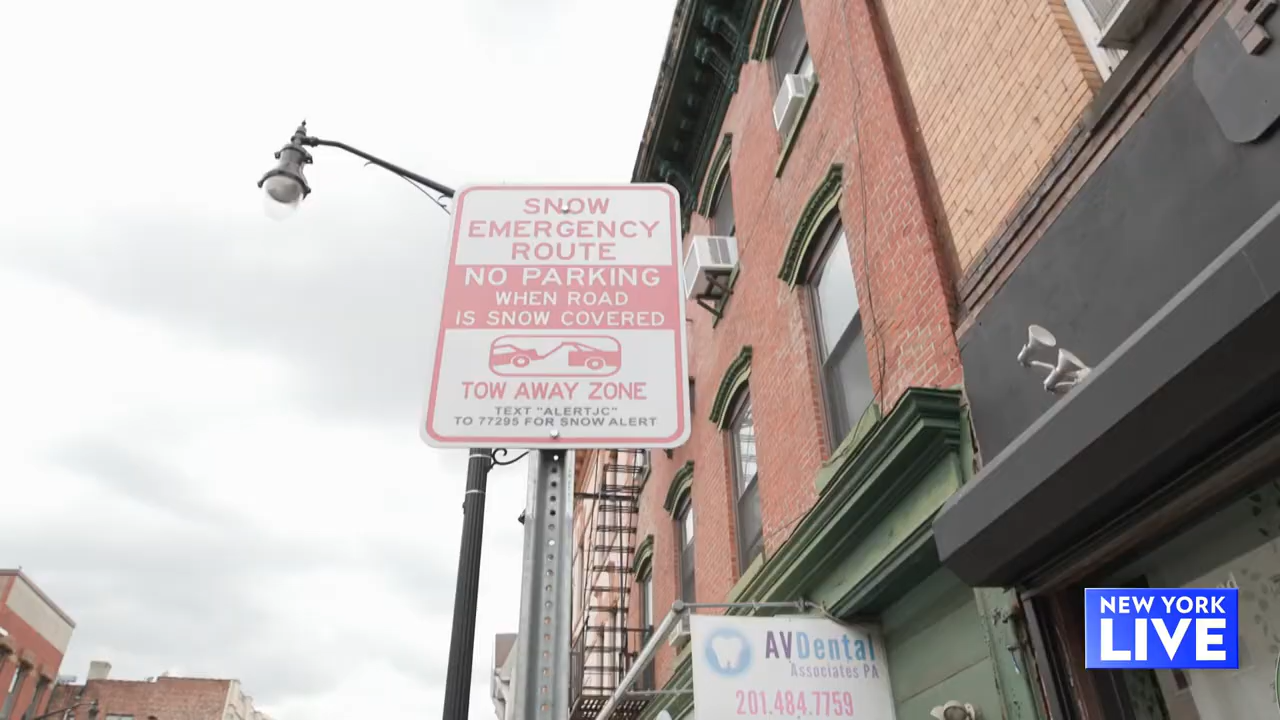 SNOW
EMERGENCY
ROUTE
NO PARKING
WHEN ROAD
IS SNOW COVERED
TOW AWAY ZONE
TEXT "ALERTJC"
TO 77295 FOR SNOW ALERT
AVDental
Associates PA
201.484.7759
NEW YORK
LIVE